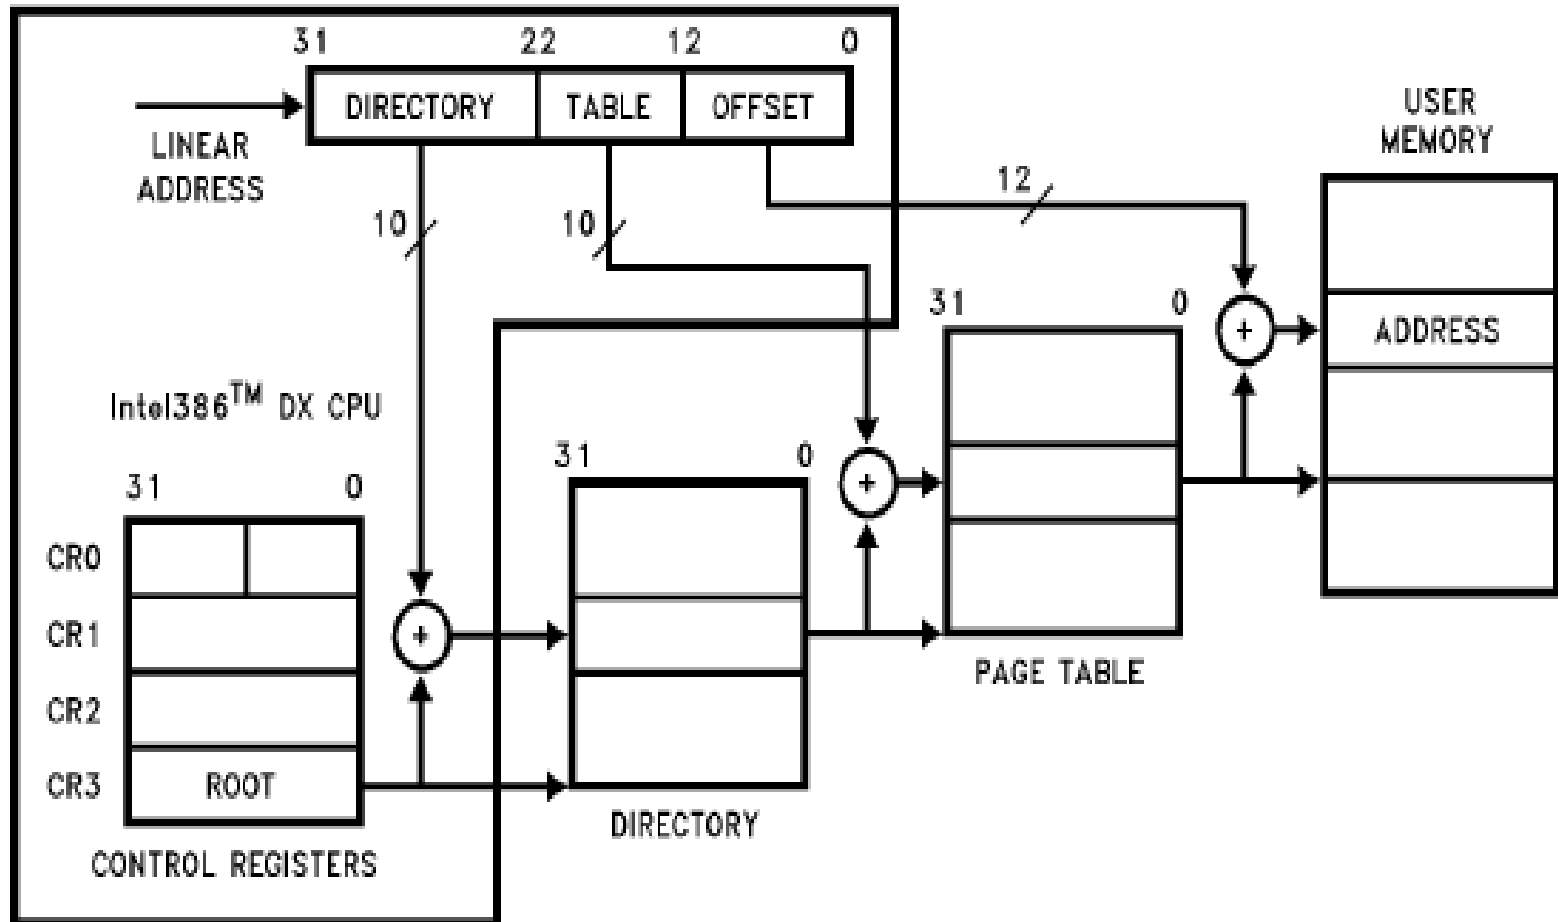 31 22 12 0
DIRECTORY TABLE OFFSET
LINEAR
ADDRESS
USER
MEMORY
10
10
12
31 0
ADDRESS
Intel386™ DX CPU
31 0
31 0
CR0
CR1
CR2
CR3 ROOT
CONTROL REGISTERS
+
+
+
DIRECTORY
PAGE TABLE